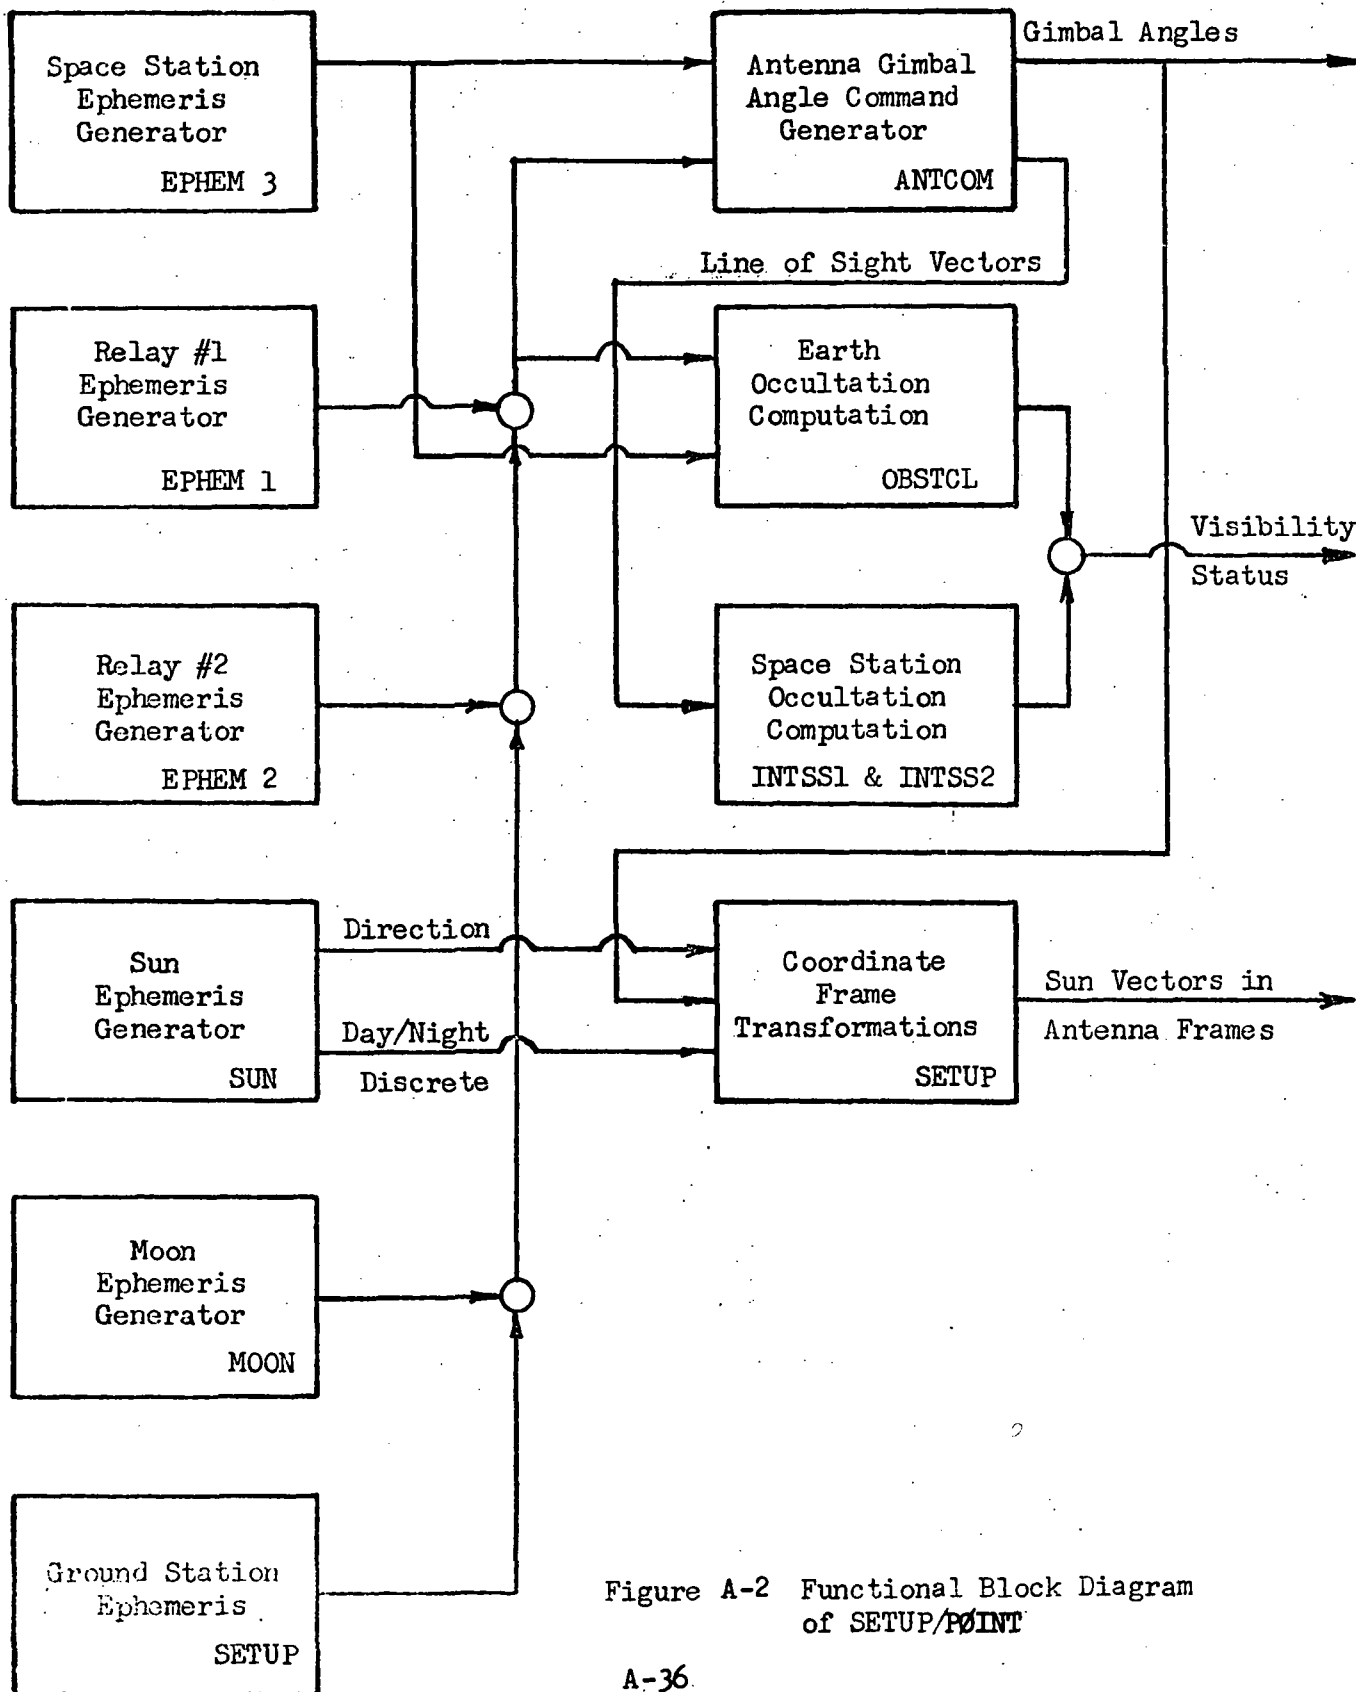 Space Station
Ephemeris
Generator
EPHEM 3
Antenna Gimbal
Angle Command
Generator
ANTCOM
Gimbal Angles
Line of Sight Vectors
Relay #1
Ephemeris
Generator
EPHEM 1
Earth
Occultation
Computation
OBSTCL
Visibility
Status
Relay #2
Ephemeris
Generator
EPHEM 2
Space Station
Occultation
Computation
INTSS1 & INTSS2
Sun
Ephemeris
Generator
SUN
Direction
Day/Night
Discrete
Coordinate
Frame
Transformations
SETUP
Sun Vectors in
Antenna Frames
Moon
Ephemeris
Generator
MOON
Ground Station
Ephemeris
SETUP
Figure A-2 Functional Block Diagram
of SETUP/PØINT
A-36